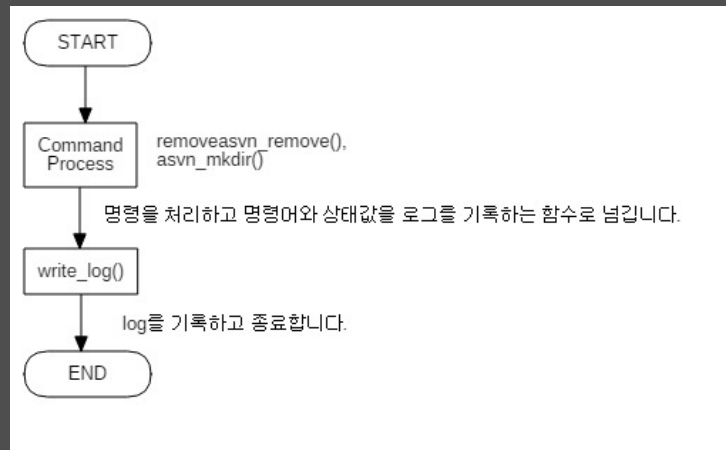 START
Command
Process
removeasvn_remove(),
asvn_mkdir()
명령을 처리하고 명령어와 상태값을 로그를 기록하는 함수로 넘깁니다.
write_log()
log를 기록하고 종료합니다.
END